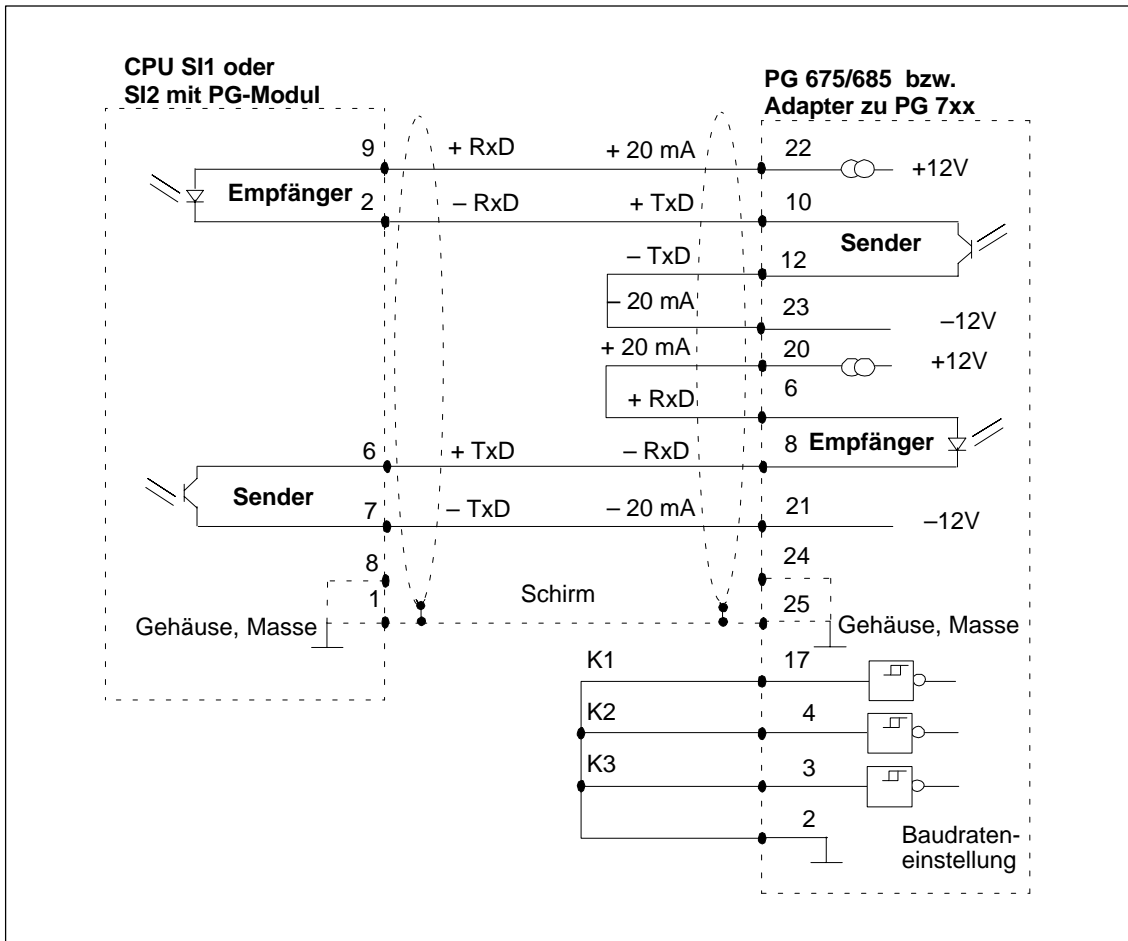 CPU SI1 oder
SI2 mit PG-Modul
PG 675/685 bzw.
Adapter zu PG 7xx
9 + RxD + 20 mA 22 +12V
Empfänger
2 – RxD + TxD 10
Sender
– TxD 12
– 20 mA 23 –12V
+ 20 mA 20 +12V
+ RxD 6
6 + TxD – RxD 8 Empfänger
Sender
7 – TxD – 20 mA 21 –12V
8 24
1 Schirm 25
Gehäuse, Masse Gehäuse, Masse
K1 17
K2 4
K3 3
2
Baudraten-
einstellung